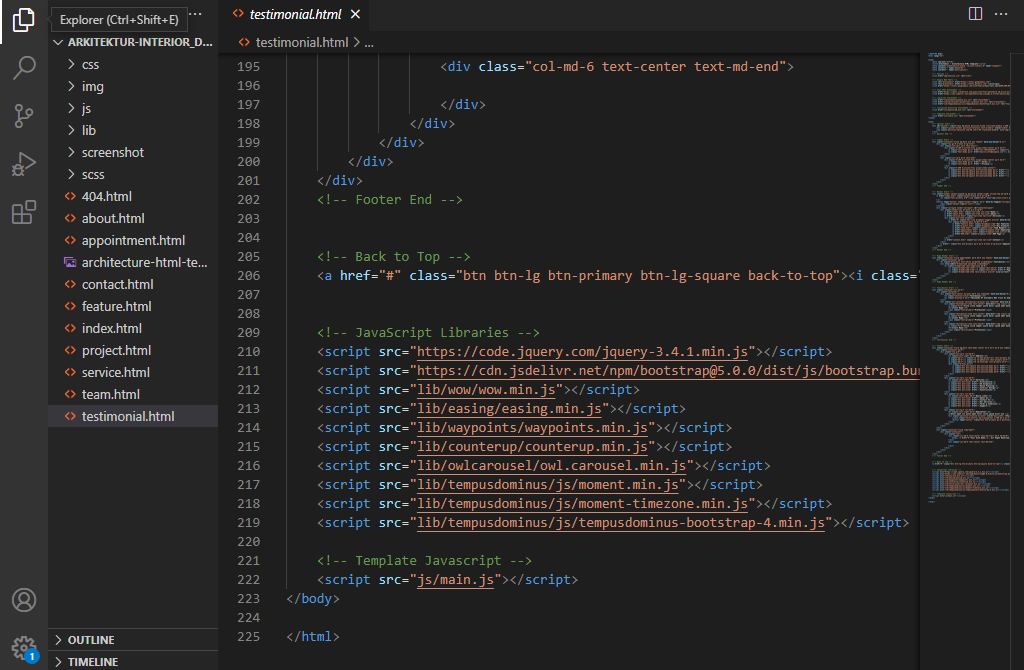 Explorer (Ctrl+Shift+E)
···
testimonial.html
···
ARKITEKTUR-INTERIOR_D...
testimonial.html > ...
css
img
js
lib
screenshot
scss
404.html
about.html
appointment.html
architecture-html-te...
contact.html
feature.html
index.html
project.html
service.html
team.html
testimonial.html
OUTLINE
TIMELINE
1
195 <div class="col-md-6 text-center text-md-end">
196
197 </div>
198 </div>
199 </div>
200 </div>
201 </div>
202 <!-- Footer End -->
203
204
205 <!-- Back to Top -->
206 <a href="#" class="btn btn-lg btn-primary btn-lg-square back-to-top"><i class=
207
208
209 <!-- JavaScript Libraries -->
210 <script src="https://code.jquery.com/jquery-3.4.1.min.js"></script>
211 <script src="https://cdn.jsdelivr.net/npm/bootstrap@5.0.0/dist/js/bootstrap.bun
212 <script src="lib/wow/wow.min.js"></script>
213 <script src="lib/easing/easing.min.js"></script>
214 <script src="lib/waypoints/waypoints.min.js"></script>
215 <script src="lib/counterup/counterup.min.js"></script>
216 <script src="lib/owlcarousel/owl.carousel.min.js"></script>
217 <script src="lib/tempusdominus/js/moment.min.js"></script>
218 <script src="lib/tempusdominus/js/moment-timezone.min.js"></script>
219 <script src="lib/tempusdominus/js/tempusdominus-bootstrap-4.min.js"></script>
220
221 <!-- Template Javascript -->
222 <script src="js/main.js"></script>
223 </body>
224
225 </html>